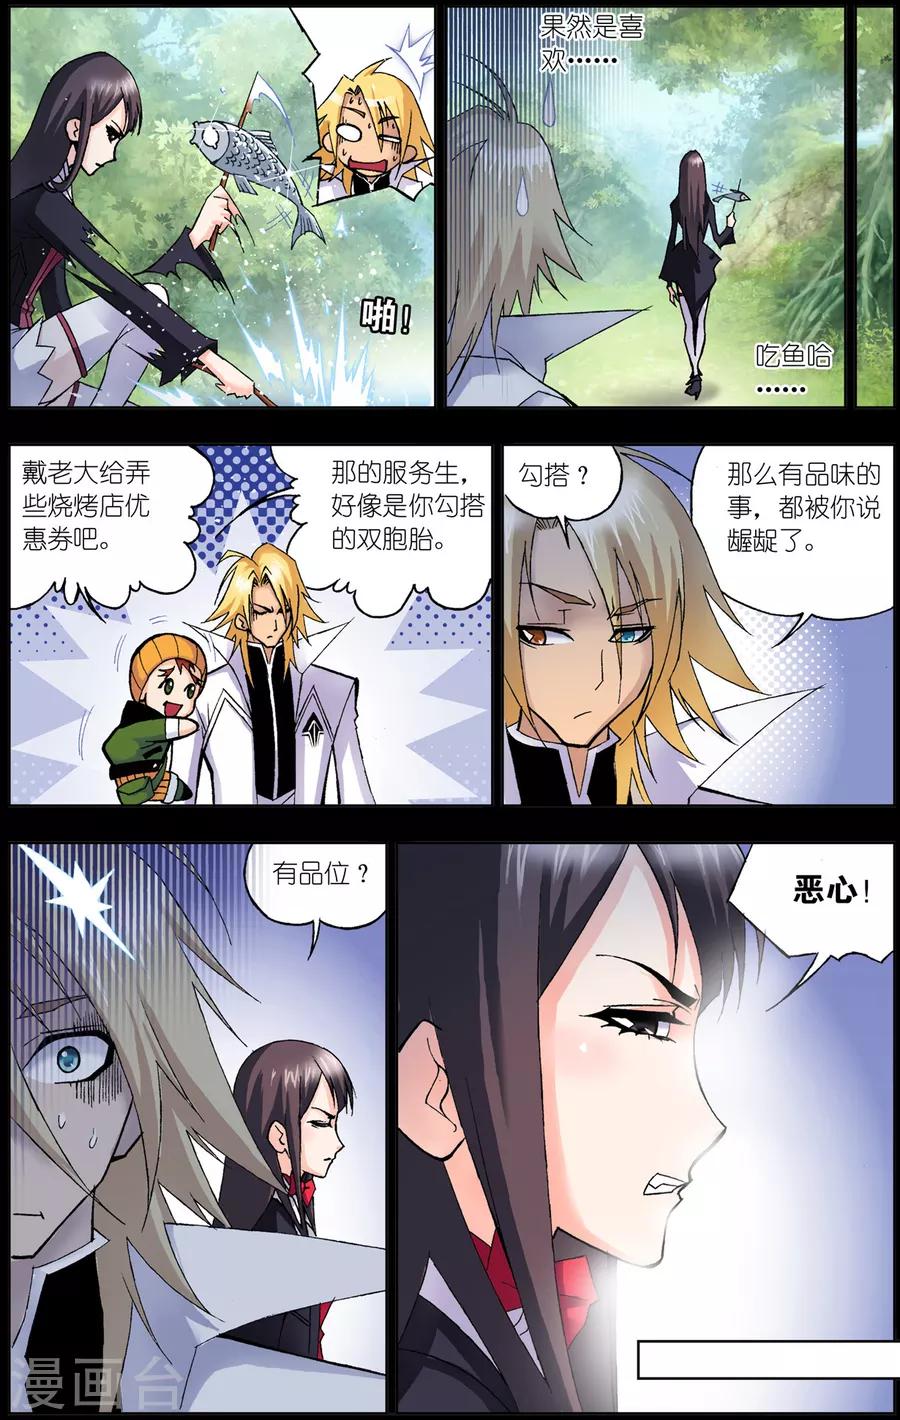 啪！
果然是喜
欢……
吃鱼哈
……
戴老大给弄
些烧烤店优
惠券吧。
那的服务生，
好像是你勾搭
的双胞胎。
勾搭？
那么有品味的
事，都被你说
龌龊了。
有品位？
恶心！
漫画台